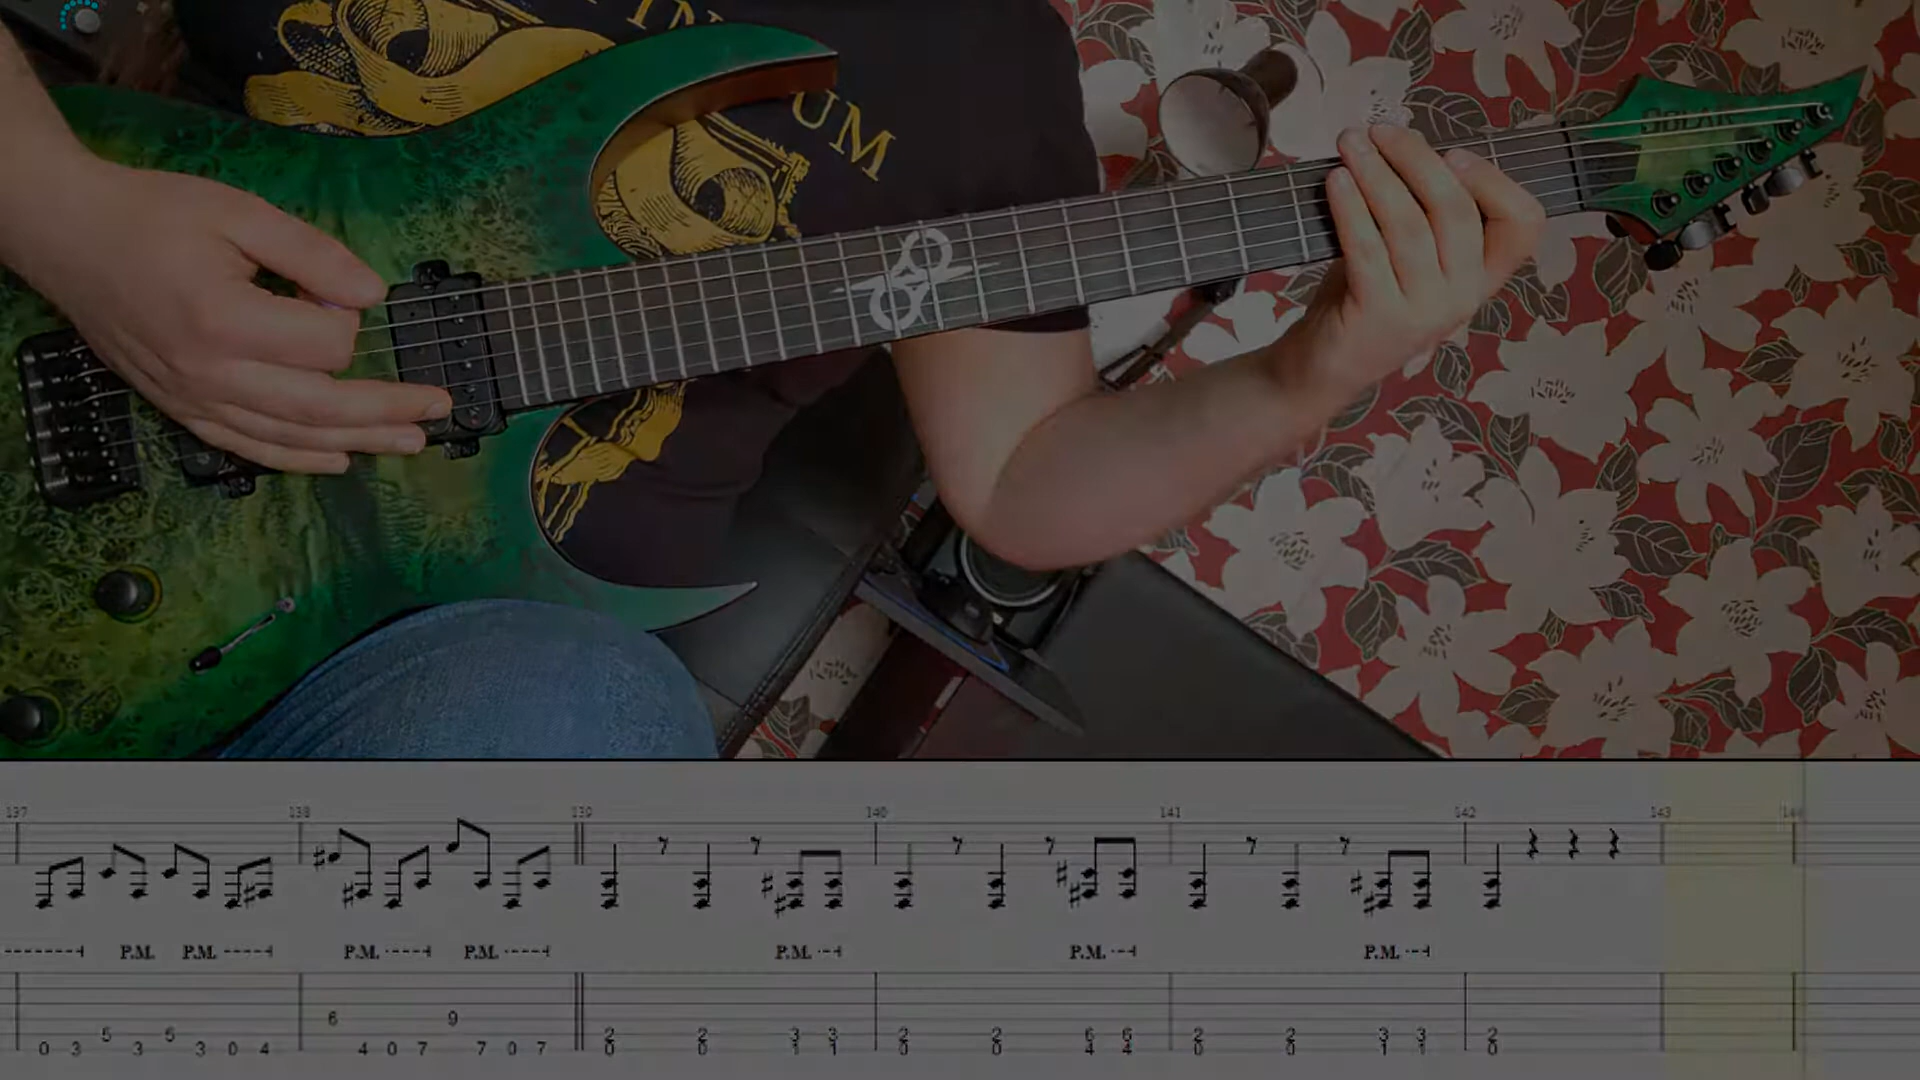 IN
UM
SOLAR
137 138 139 140 141 142 143 144
P.M. P.M. P.M. P.M. P.M. P.M. P.M.
6 9
5 5 2 2 3 3 2 2 6 6 2 2 3 3 2
0 3 3 3 0 4 4 0 7 7 0 7 0 0 1 1 0 0 4 4 0 0 1 1 0